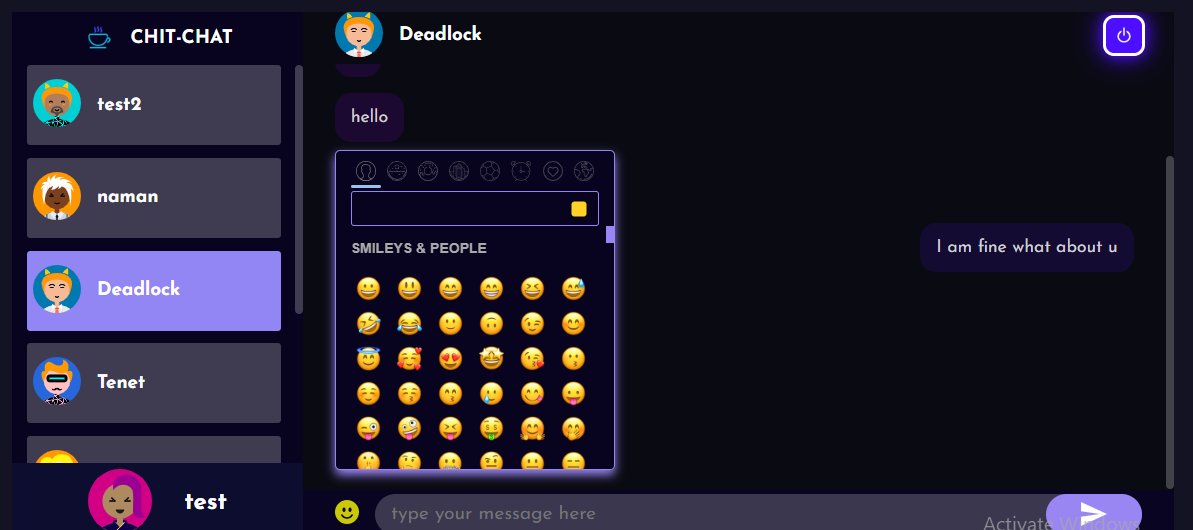 CHIT-CHAT
test2
naman
Deadlock
Tenet
test
Deadlock
hello
SMILEYS & PEOPLE
I am fine what about u
type your message here
Activate Windows